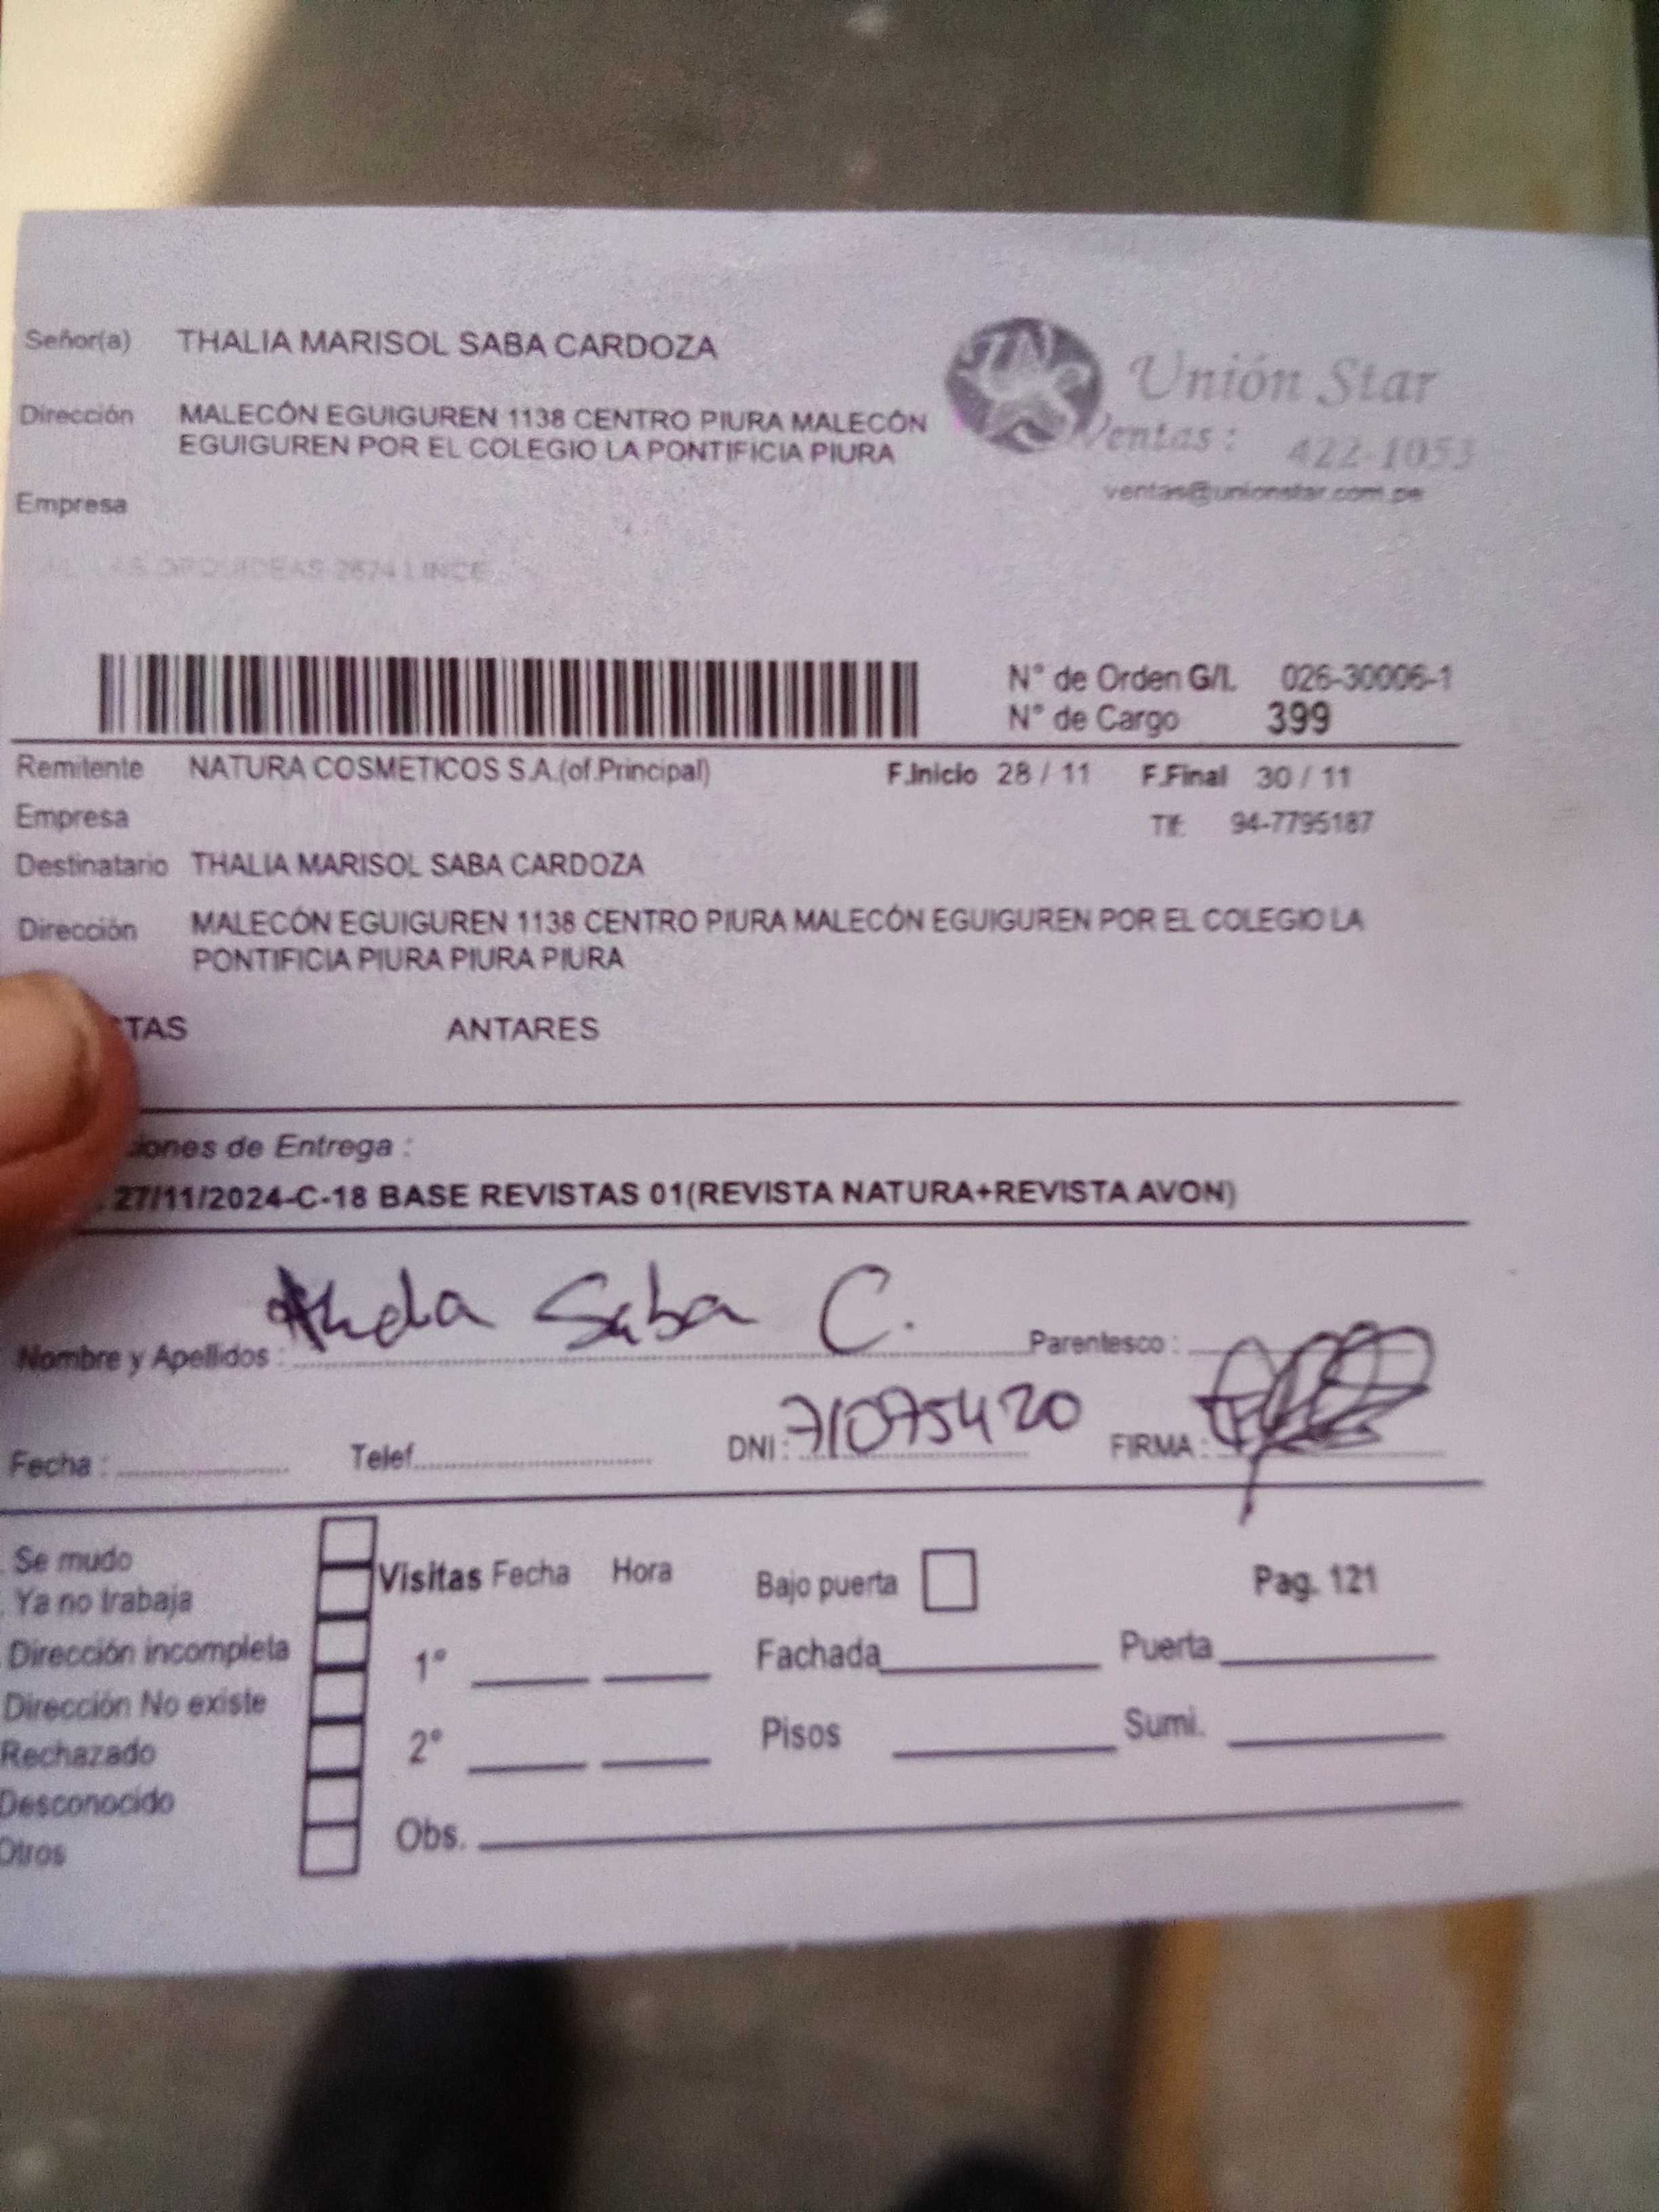 Señor(a) THALIA MARISOL SABA CARDOZA
Dirección MALECÓN EGUIGUREN 1138 CENTRO PIURA MALECÓN
EGUIGUREN POR EL COLEGIO LA PONTIFICIA PIURA
Empresa
Unión Star
Ventas : 422-1053
ventas@unionstar.com.pe
ORQUIDEAS 2674 LINCE
N° de Orden G/L 026-30006-1
N° de Cargo 399
Remitente NATURA COSMETICOS S.A.(of.Principal) F.Inicio 28 / 11 F.Final 30 / 11
Empresa Tlf: 94-7795187
Destinatario THALIA MARISOL SABA CARDOZA
Dirección MALECÓN EGUIGUREN 1138 CENTRO PIURA MALECÓN EGUIGUREN POR EL COLEGIO LA
PONTIFICIA PIURA PIURA PIURA
TAS ANTARES
iones de Entrega :
27/11/2024-C-18 BASE REVISTAS 01(REVISTA NATURA+REVISTA AVON)
Nombre y Apellidos : Saba C. Parentesco :
Fecha : Telef. DNI : 71095420 FIRMA :
Se mudo
Ya no trabaja
Dirección incompleta
Dirección No existe
Rechazado
Desconocido
Otros
Visitas Fecha Hora
1°
2°
Obs.
Bajo puerta Pag. 121
Fachada Puerta
Pisos Sumi.